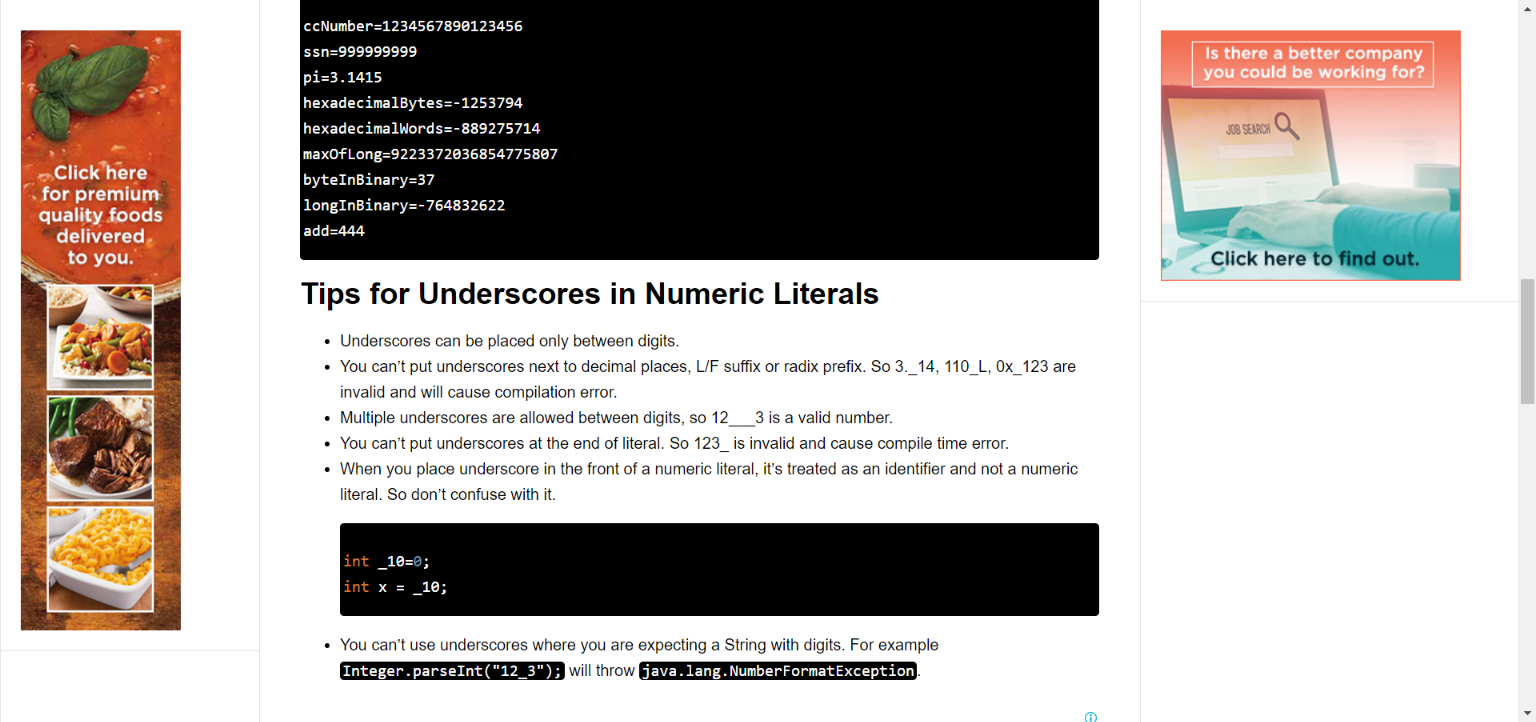 ccNumber=1234567890123456
ssn=999999999
pi=3.1415
hexadecimalBytes=-1253794
hexadecimalWords=-889275714
maxOfLong=9223372036854775807
byteInBinary=37
longInBinary=-764832622
add=444
Tips for Underscores in Numeric Literals
Underscores can be placed only between digits.
You can’t put underscores next to decimal places, L/F suffix or radix prefix. So 3._14, 110_L, 0x_123 are
invalid and will cause compilation error.
Multiple underscores are allowed between digits, so 12___3 is a valid number.
You can’t put underscores at the end of literal. So 123_ is invalid and cause compile time error.
When you place underscore in the front of a numeric literal, it’s treated as an identifier and not a numeric
literal. So don’t confuse with it.
int _10=0;
int x = _10;
You can’t use underscores where you are expecting a String with digits. For example
Integer.parseInt("12_3"); will throw java.lang.NumberFormatException.
Click here
for premium
quality foods
delivered
to you.
Is there a better company
you could be working for?
JOB SEARCH
Click here to find out.